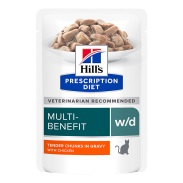 Hill's
PRESCRIPTION DIET
VETERINARIAN RECOMMENDED
MULTI-
BENEFIT
w/d
TENDER CHUNKS IN GRAVY
WITH CHICKEN